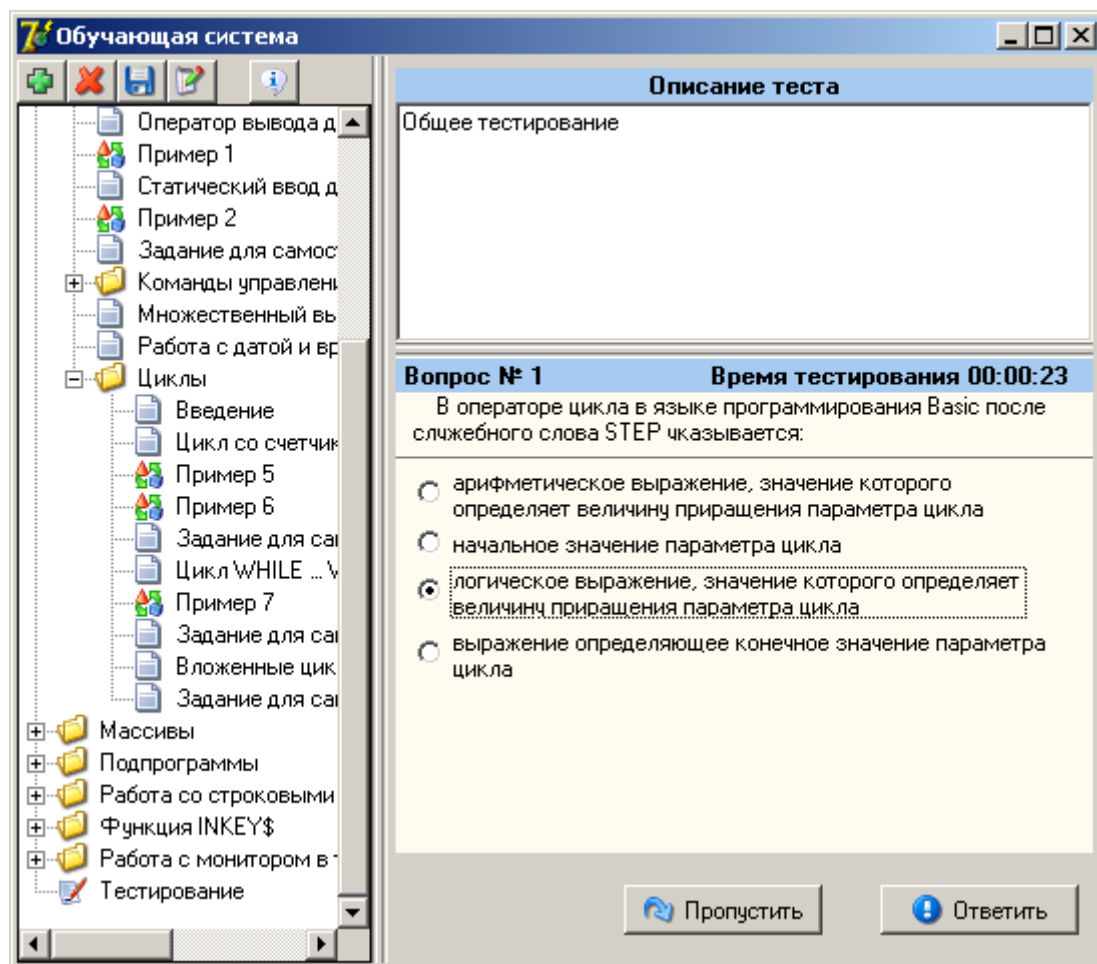 Обучающая система
Оператор вывода д
Пример 1
Статический ввод д
Пример 2
Задание для самос
Команды управлен
Множественный вы
Работа с датой и вр
Циклы
Введение
Цикл со счетчик
Пример 5
Пример 6
Задание для са
Цикл WHILE ...
Пример 7
Задание для са
Вложенные цик
Задание для са
Массивы
Подпрограммы
Работа со строковыми
Функция INKEY$
Работа с монитором в
Тестирование
Описание теста
Общее тестирование
Вопрос № 1 Время тестирования 00:00:23
В операторе цикла в языке программирования Basic после
служебного слова STEP указывается:
арифметическое выражение, значение которого
определяет величину приращения параметра цикла
начальное значение параметра цикла
логическое выражение, значение которого определяет
величину приращения параметра цикла
выражение определяющее конечное значение параметра
цикла
Пропустить Ответить